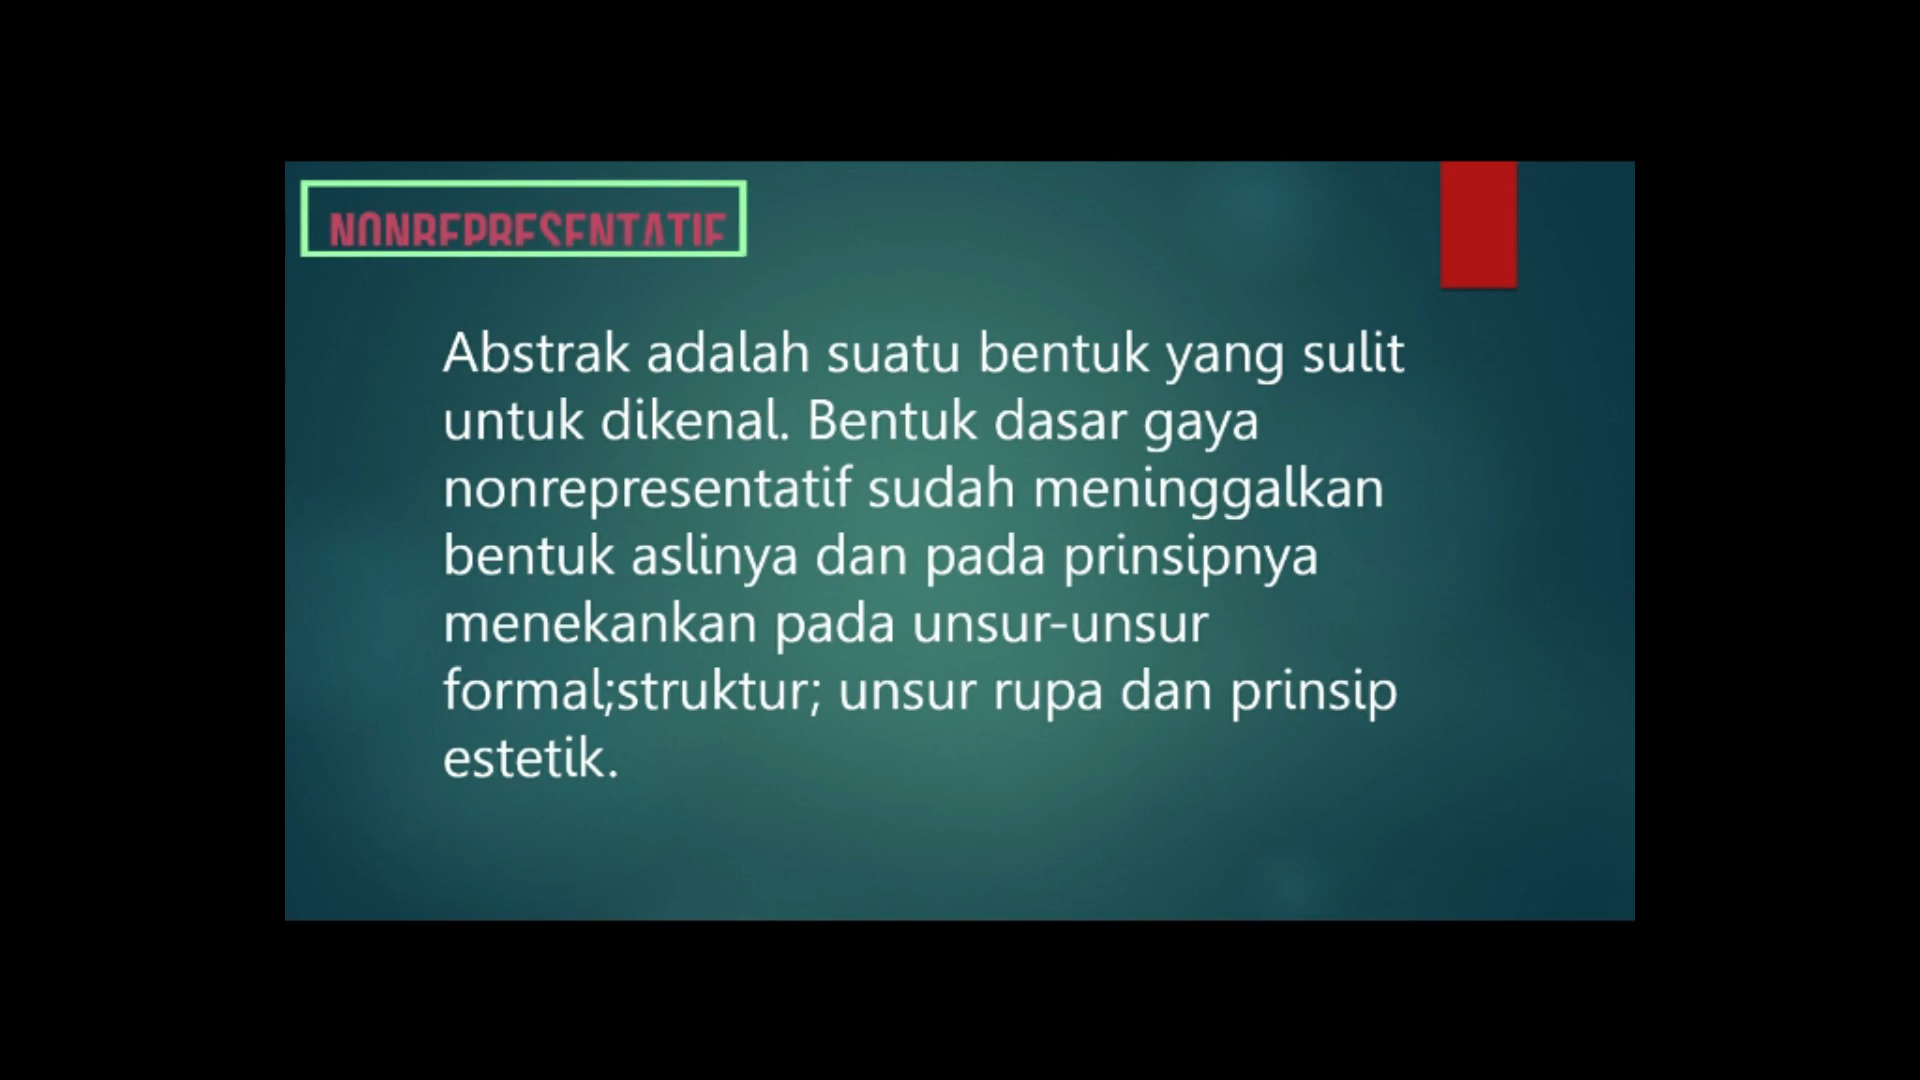 NONREPRESENTATIF
Abstrak adalah suatu bentuk yang sulit
untuk dikenal. Bentuk dasar gaya
nonrepresentatif sudah meninggalkan
bentuk aslinya dan pada prinsipnya
menekankan pada unsur-unsur
formal;struktur; unsur rupa dan prinsip
estetik.